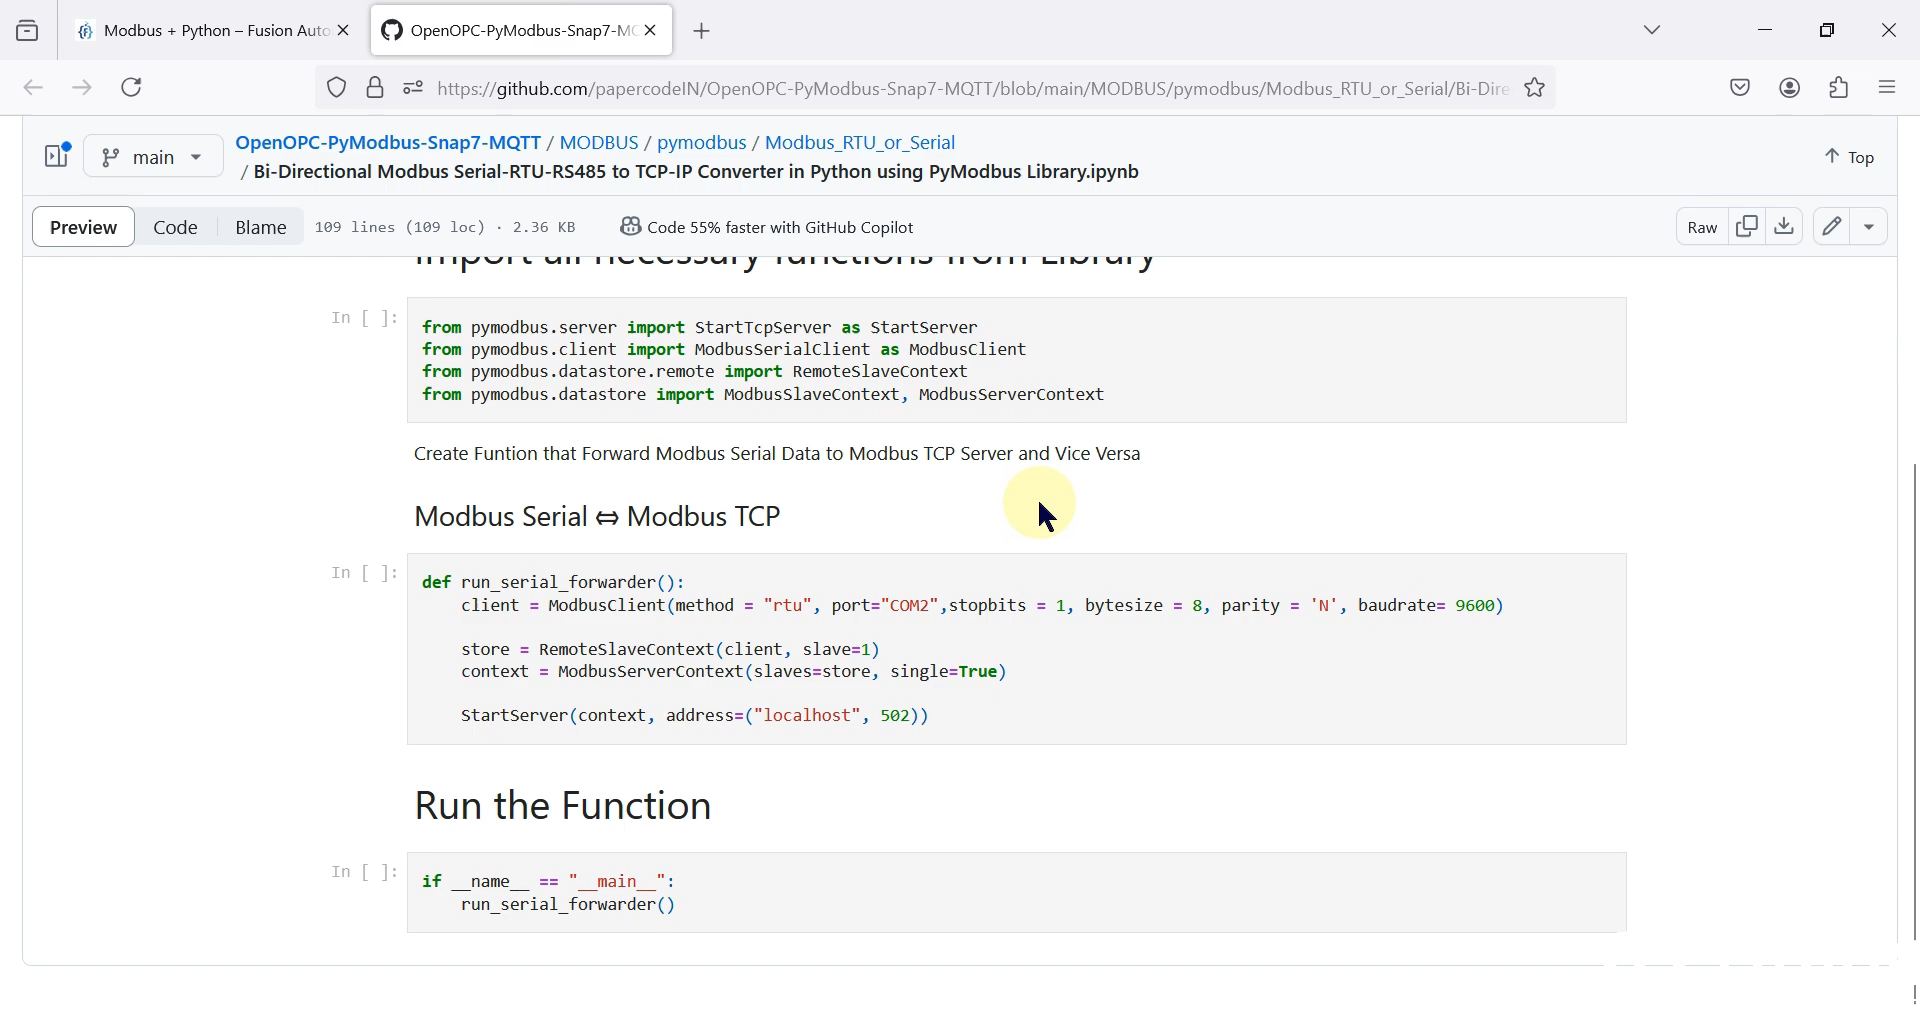 Modbus + Python – Fusion Auto
OpenOPC-PyModbus-Snap7-MQ
https://github.com/papercodeIN/OpenOPC-PyModbus-Snap7-MQTT/blob/main/MODBUS/pymodbus/Modbus_RTU_or_Serial/Bi-Dire
main
OpenOPC-PyModbus-Snap7-MQTT / MODBUS / pymodbus / Modbus_RTU_or_Serial
/ Bi-Directional Modbus Serial-RTU-RS485 to TCP-IP Converter in Python using PyModbus Library.ipynb
Top
Preview Code Blame 109 lines (109 loc) · 2.36 KB Code 55% faster with GitHub Copilot Raw
Import all necessary functions from Library
In [ ]:
from pymodbus.server import StartTcpServer as StartServer
from pymodbus.client import ModbusSerialClient as ModbusClient
from pymodbus.datastore.remote import RemoteSlaveContext
from pymodbus.datastore import ModbusSlaveContext, ModbusServerContext
Create Funtion that Forward Modbus Serial Data to Modbus TCP Server and Vice Versa
Modbus Serial ⇔ Modbus TCP
In [ ]:
def run_serial_forwarder():
client = ModbusClient(method = "rtu", port="COM2",stopbits = 1, bytesize = 8, parity = 'N', baudrate= 9600)
store = RemoteSlaveContext(client, slave=1)
context = ModbusServerContext(slaves=store, single=True)
StartServer(context, address=("localhost", 502))
Run the Function
In [ ]:
if __name__ == "__main__":
run_serial_forwarder()